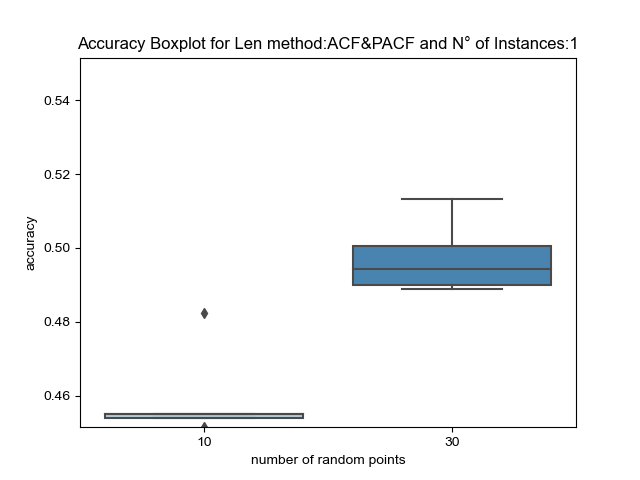 Accuracy Boxplot for Len method:ACF&PACF and N° of Instances:1
0.54
0.52
0.50
0.48
0.46
accuracy
10 30
number of random points